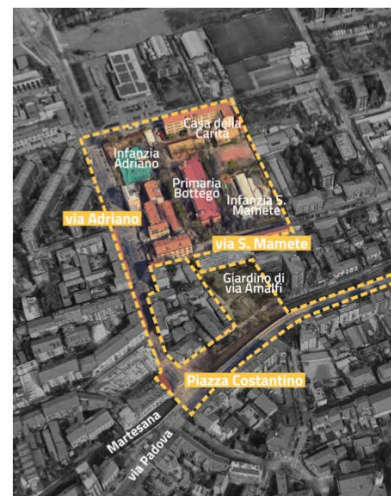 Casa della
Carità
Infanzia
Adriano
Primaria
Bottego
Infanzia S.
Mamete
via Adriano
via S. Mamete
Giardino di
via Amalfi
Piazza Costantino
Martesana
via Padova